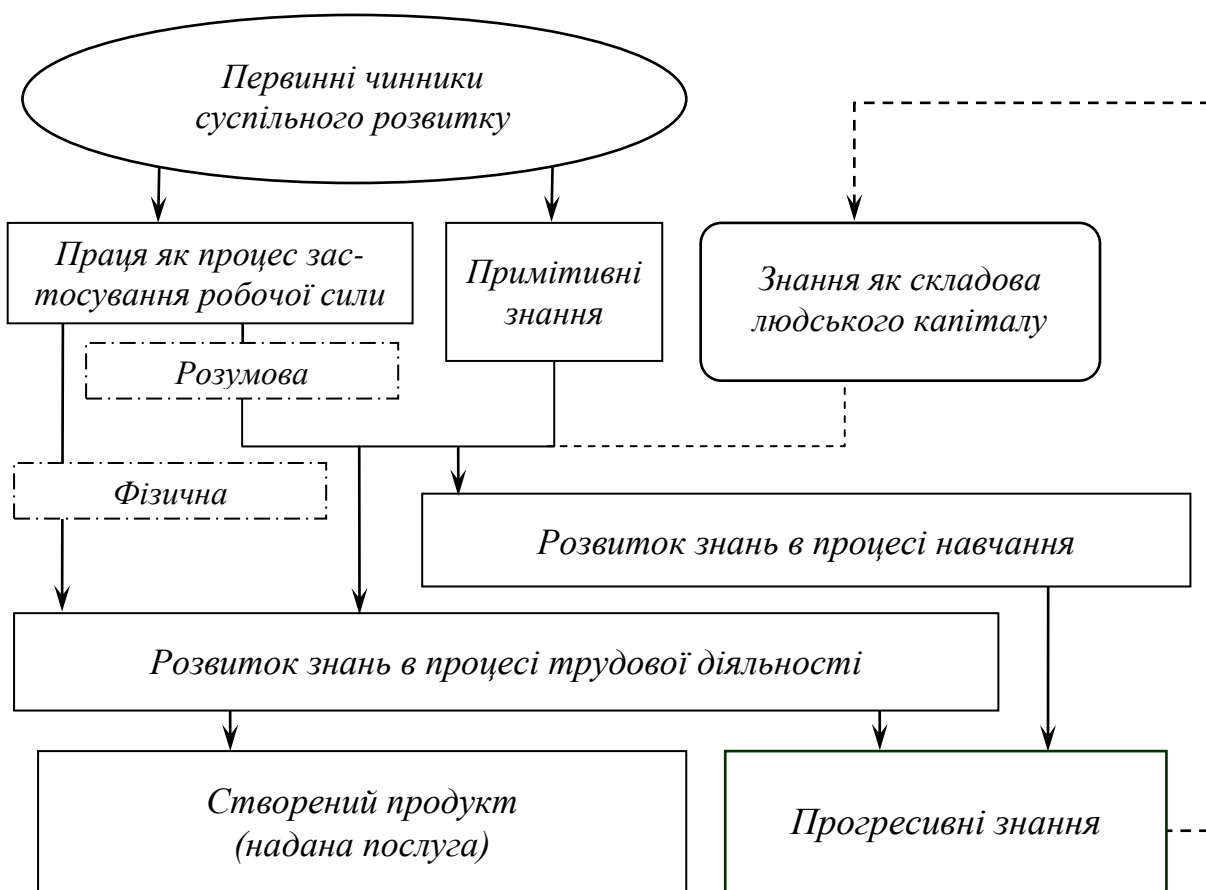 Первинні чинники
суспільного розвитку
Праця як процес зас-
тосування робочої сили
Примітивні
знання
Знання як складова
людського капіталу
Розумова
Фізична
Розвиток знань в процесі навчання
Розвиток знань в процесі трудової діяльності
Створений продукт
(надана послуга)
Прогресивні знання